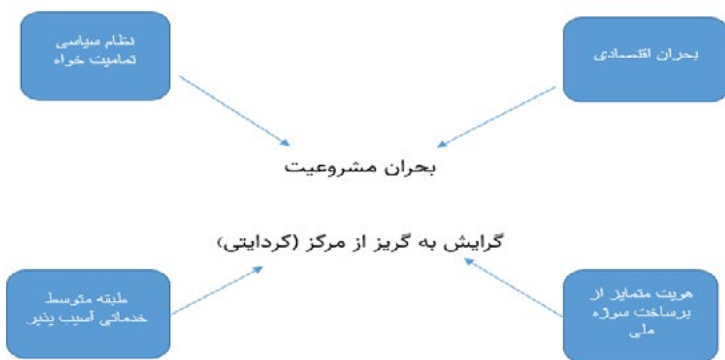 بحران اقتصادی
نظام سیاسی
تمامیت خواه
بحران مشروعیت
گرایش به گریز از مرکز (کردایتی)
هویت متمایز از
برساخت سوژه
ملی
طبقه متوسط
خدماتی آسیب پذیر